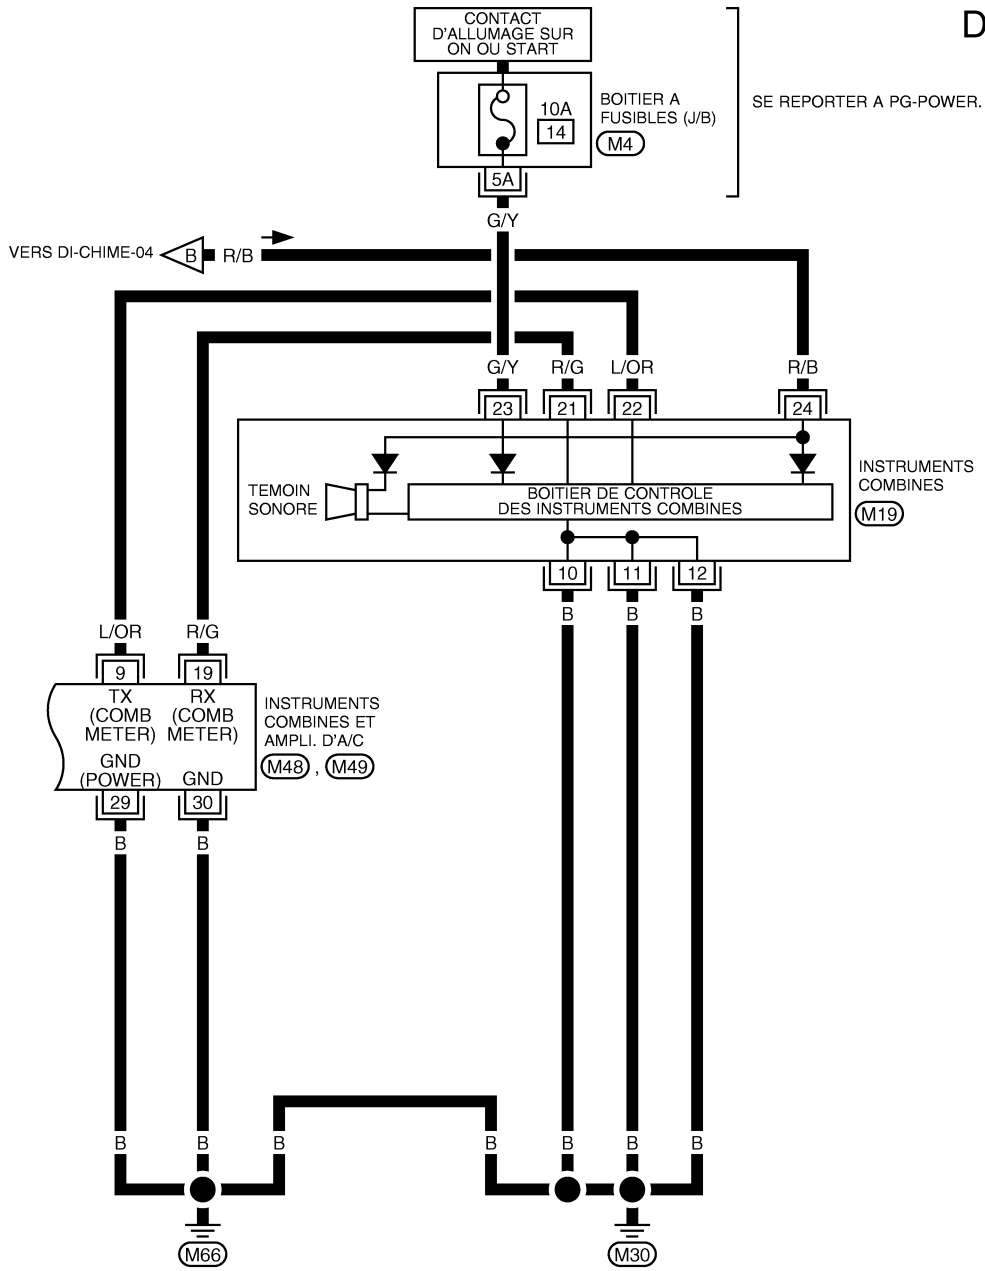 D
CONTACT
D'ALLUMAGE SUR
ON OU START
10A
14
BOITIER A
FUSIBLES (J/B)
M4
SE REPORTER A PG-POWER.
5A
G/Y
VERS DI-CHIME-04
B
R/B
G/Y
R/G
L/OR
R/B
23
21
22
24
TEMOIN
SONORE
BOITIER DE CONTROLE
DES INSTRUMENTS COMBINES
INSTRUMENTS
COMBINES
M19
10
11
12
B
B
B
L/OR
R/G
9
19
TX
(COMB
METER)
RX
(COMB
METER)
GND
(POWER)
GND
INSTRUMENTS
COMBINES ET
AMPLI. D'A/C
M48 , M49
29
30
B
B
B
B
B
B
B
B
B
M66
M30